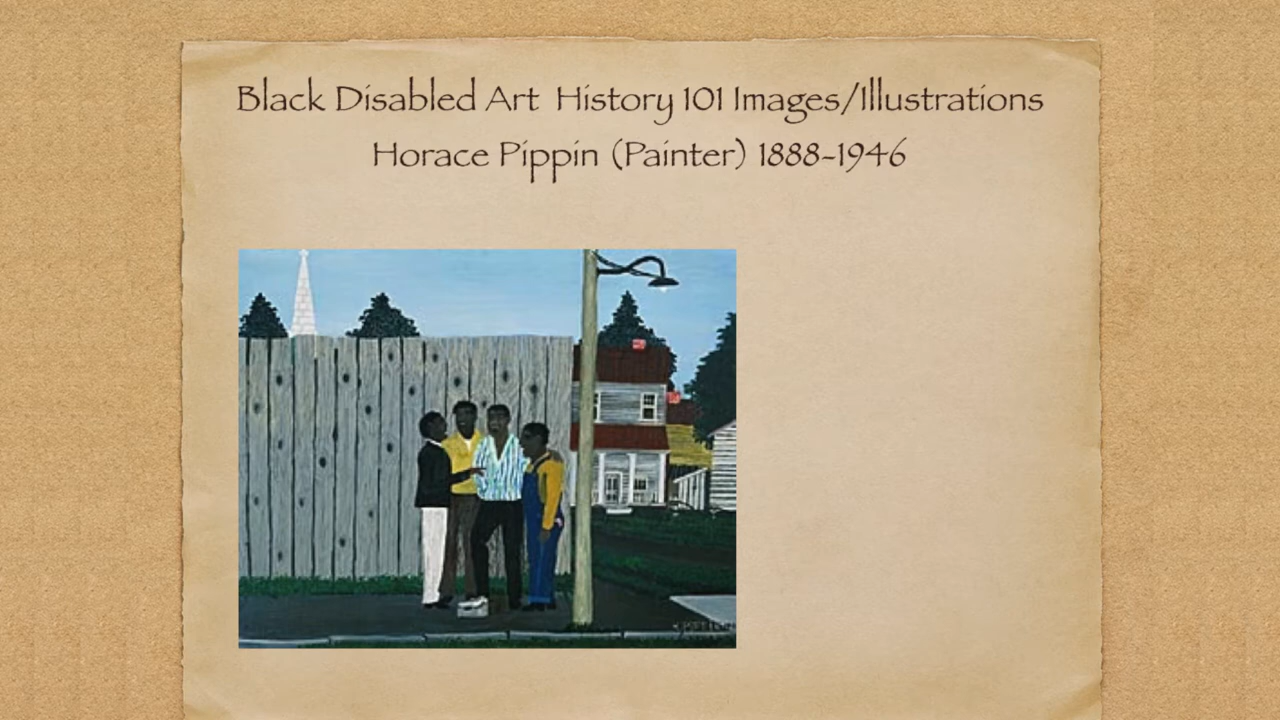 Black Disabled Art History 101 Images/Illustrations
Horace Pippin (Painter) 1888-1946